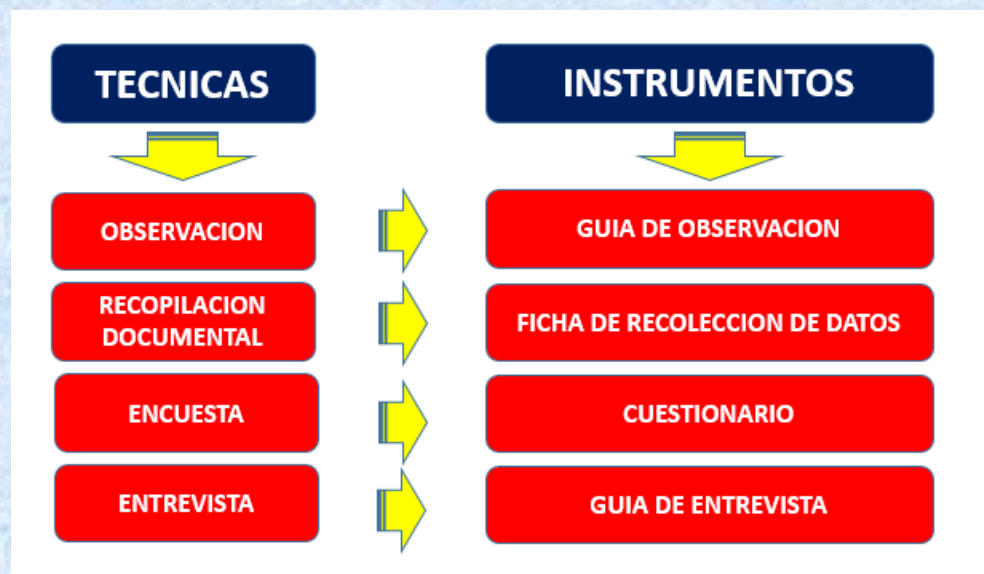 TECNICAS
INSTRUMENTOS
OBSERVACION
GUIA DE OBSERVACION
RECOPILACION
DOCUMENTAL
FICHA DE RECOLECCION DE DATOS
ENCUESTA
CUESTIONARIO
ENTREVISTA
GUIA DE ENTREVISTA